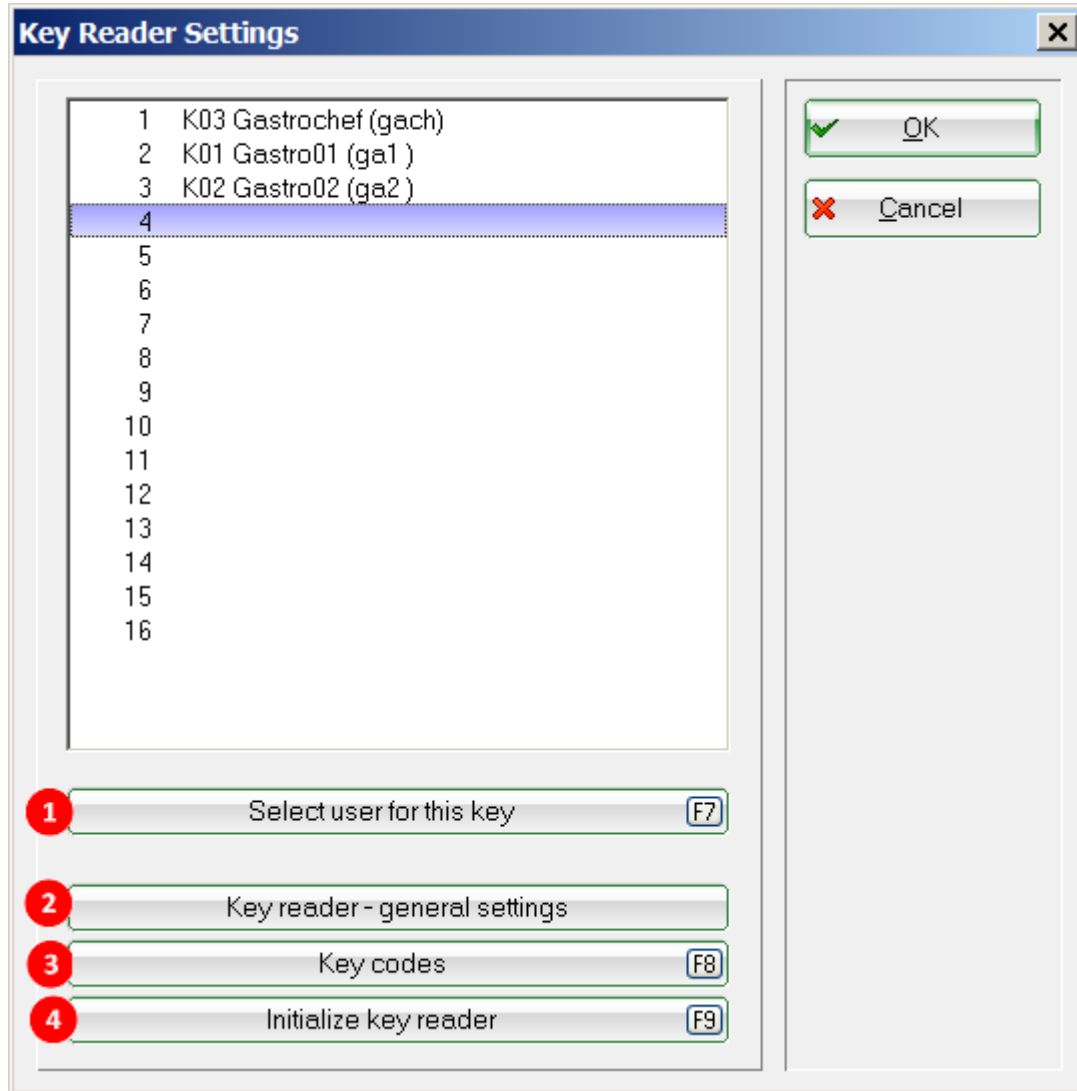 Key Reader Settings
1 K03 Gastrochef (gach)
2 K01 Gastro01 (ga1 )
3 K02 Gastro02 (ga2 )
4
5
6
7
8
9
10
11
12
13
14
15
16
OK
Cancel
1 Select user for this key F7
2 Key reader - general settings
3 Key codes F8
4 Initialize key reader F9